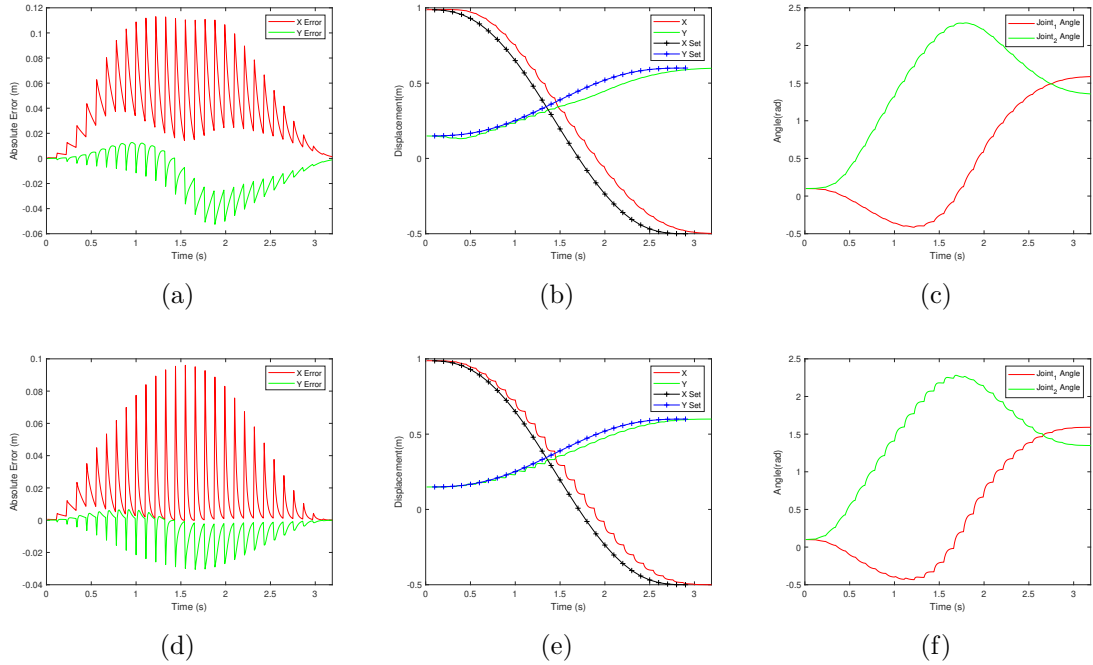 0.12
0.1
0.08
0.06
0.04
0.02
0
-0.02
-0.04
-0.06
Absolute Error (m)
X Error
Y Error
0 0.5 1 1.5 2 2.5 3
Time (s)
(a)
1
0.5
0
-0.5
Displacement(m)
X
Y
X Set
Y Set
0 0.5 1 1.5 2 2.5 3
Time (s)
(b)
2.5
2
1.5
1
0.5
0
-0.5
Angle(rad)
Joint1 Angle
Joint2 Angle
0 0.5 1 1.5 2 2.5 3
Time (s)
(c)
0.1
0.08
0.06
0.04
0.02
0
-0.02
-0.04
Absolute Error (m)
X Error
Y Error
0 0.5 1 1.5 2 2.5 3
Time (s)
(d)
1
0.5
0
-0.5
Displacement(m)
X
Y
X Set
Y Set
0 0.5 1 1.5 2 2.5 3
Time (s)
(e)
2.5
2
1.5
1
0.5
0
-0.5
Angle(rad)
Joint1 Angle
Joint2 Angle
0 0.5 1 1.5 2 2.5 3
Time (s)
(f)